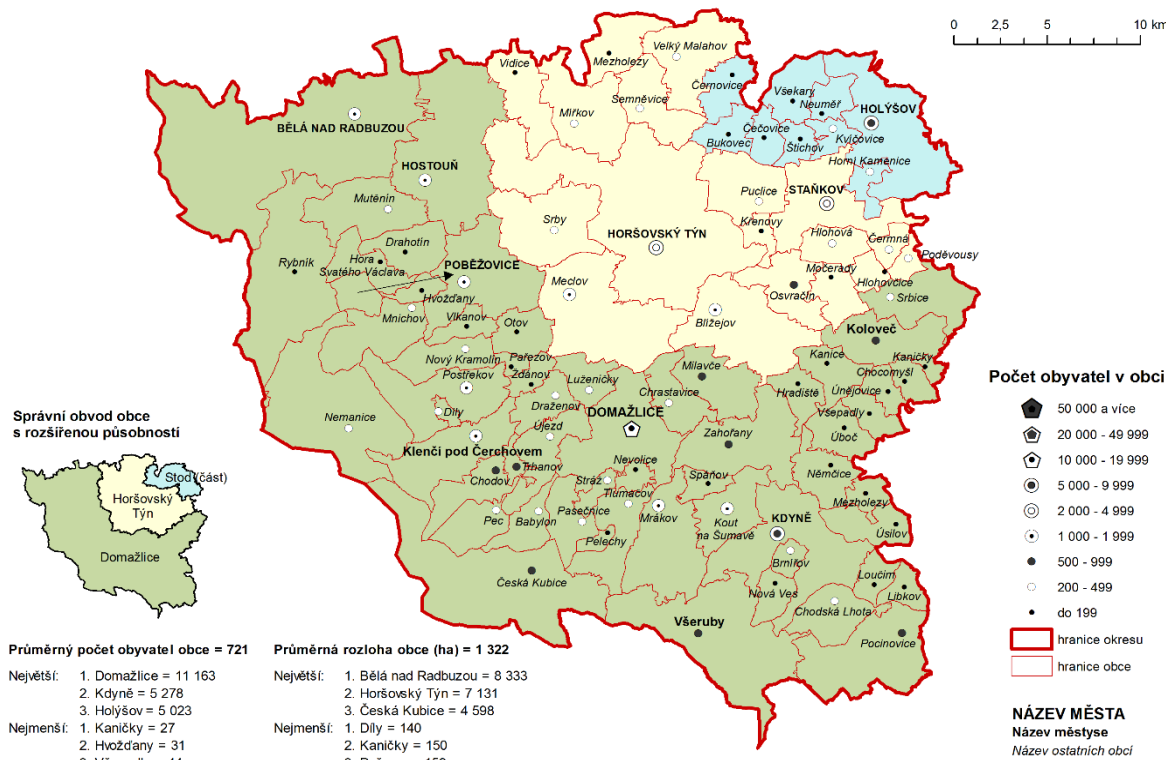 0 2,5 5 10 km
Velký Malahov
Mezholezy
Vidice
Černovice
Semněvice
Všekary
Neuměř
HOLÝŠOV
Mířkov
BĚLÁ NAD RADBUZOU
Bukovec
Čečovice
Štichov
Kvíčovice
Horní Kamenice
HOSTOUŇ
Puclice
STAŇKOV
Mutěnín
Křenovy
Srby
HORŠOVSKÝ TÝN
Hlohová
Čermná
Poděvousy
Drahotín
Rybník
Hora
Svatého Václava
POBĚŽOVICE
Meclov
Močerady
Hlohovčice
Osvračín
Srbice
Hvožďany
Mnichov
Vlkanov
Otov
Blížejov
Koloveč
Nový Kramolín
Pařezov
Milavče
Kanice
Kaničky
Postřekov
Ždánov
Luženičky
Chrastavice
Hradiště
Chocomyšl
Únějovice
Díly
Draženov
DOMAŽLICE
Všepadly
Nemanice
Újezd
Zahořany
Úboč
Klenčí pod Čerchovem
Trhanov
Chodov
Nevolice
Spáňov
Němčice
Stráž
Tlumačov
Mezholezy
Pec
Babylon
Pasečnice
Mrákov
Kout
na Šumavě
KDYNĚ
Úsilov
Pelechy
Brnířov
Česká Kubice
Nová Ves
Loučim
Libkov
Chodská Lhota
Všeruby
Pocinovice
Správní obvod obce
s rozšířenou působností
Stod (část)
Horšovský
Týn
Domažlice
Počet obyvatel v obci
50 000 a více
20 000 - 49 999
10 000 - 19 999
5 000 - 9 999
2 000 - 4 999
1 000 - 1 999
500 - 999
200 - 499
do 199
hranice okresu
hranice obce
NÁZEV MĚSTA
Název městyse
Název ostatních obcí
Průměrný počet obyvatel obce = 721
Největší: 1. Domažlice = 11 163
2. Kdyně = 5 278
3. Holýšov = 5 023
Nejmenší: 1. Kaničky = 27
2. Hvožďany = 31
Průměrná rozloha obce (ha) = 1 322
Největší: 1. Bělá nad Radbuzou = 8 333
2. Horšovský Týn = 7 131
3. Česká Kubice = 4 598
Nejmenší: 1. Díly = 140
2. Kaničky = 150